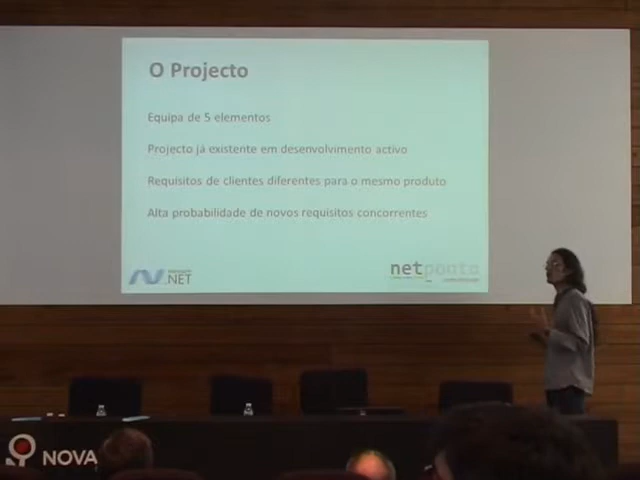 O Projecto
Equipa de 5 elementos
Projecto já existente em desenvolvimento activo
Requisitos de clientes diferentes para o mesmo produto
Alta probabilidade de novos requisitos concorrentes
.NET
netponto
NOVA